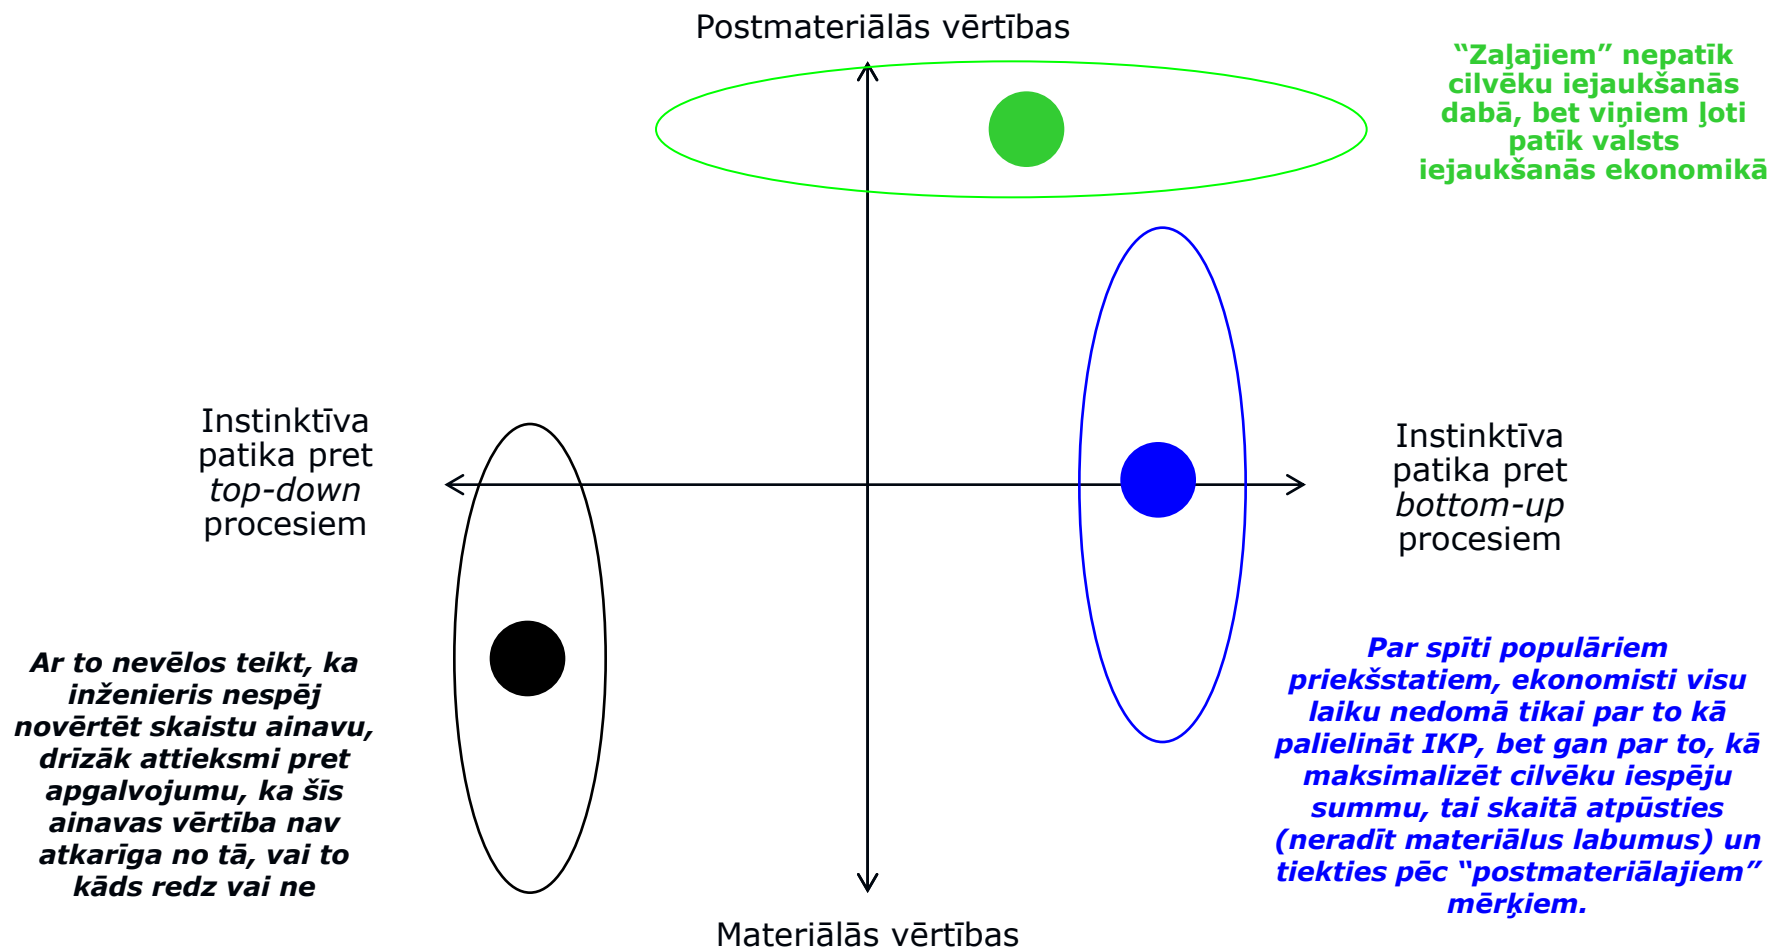 Postmateriālās vērtības
“Zaļajiem” nepatīk
cilvēku iejaukšanās
dabā, bet viņiem ļoti
patīk valsts
iejaukšanās ekonomikā
Instinktīva
patika pret
top-down
procesiem
Instinktīva
patika pret
bottom-up
procesiem
Ar to nevēlos teikt, ka
inženieris nespēj
novērtēt skaistu ainavu,
drīzāk attieksmi pret
apgalvojumu, ka šīs
ainavas vērtība nav
atkarīga no tā, vai to
kāds redz vai ne
Par spīti populāriem
priekšstatiem, ekonomisti visu
laiku nedomā tikai par to kā
palielināt IKP, bet gan par to, kā
maksimalizēt cilvēku iespēju
summu, tai skaitā atpūsties
(neradīt materiālus labumus) un
tiekties pēc “postmateriālajiem”
mērķiem.
Materiālās vērtības